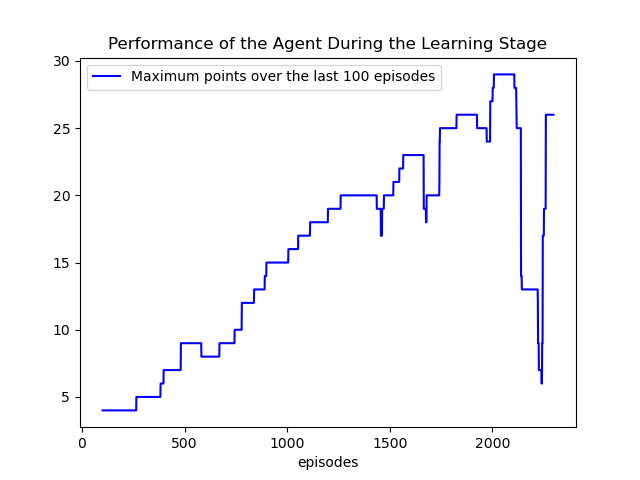 Performance of the Agent During the Learning Stage
Maximum points over the last 100 episodes
30
25
20
15
10
5
0 500 1000 1500 2000
episodes